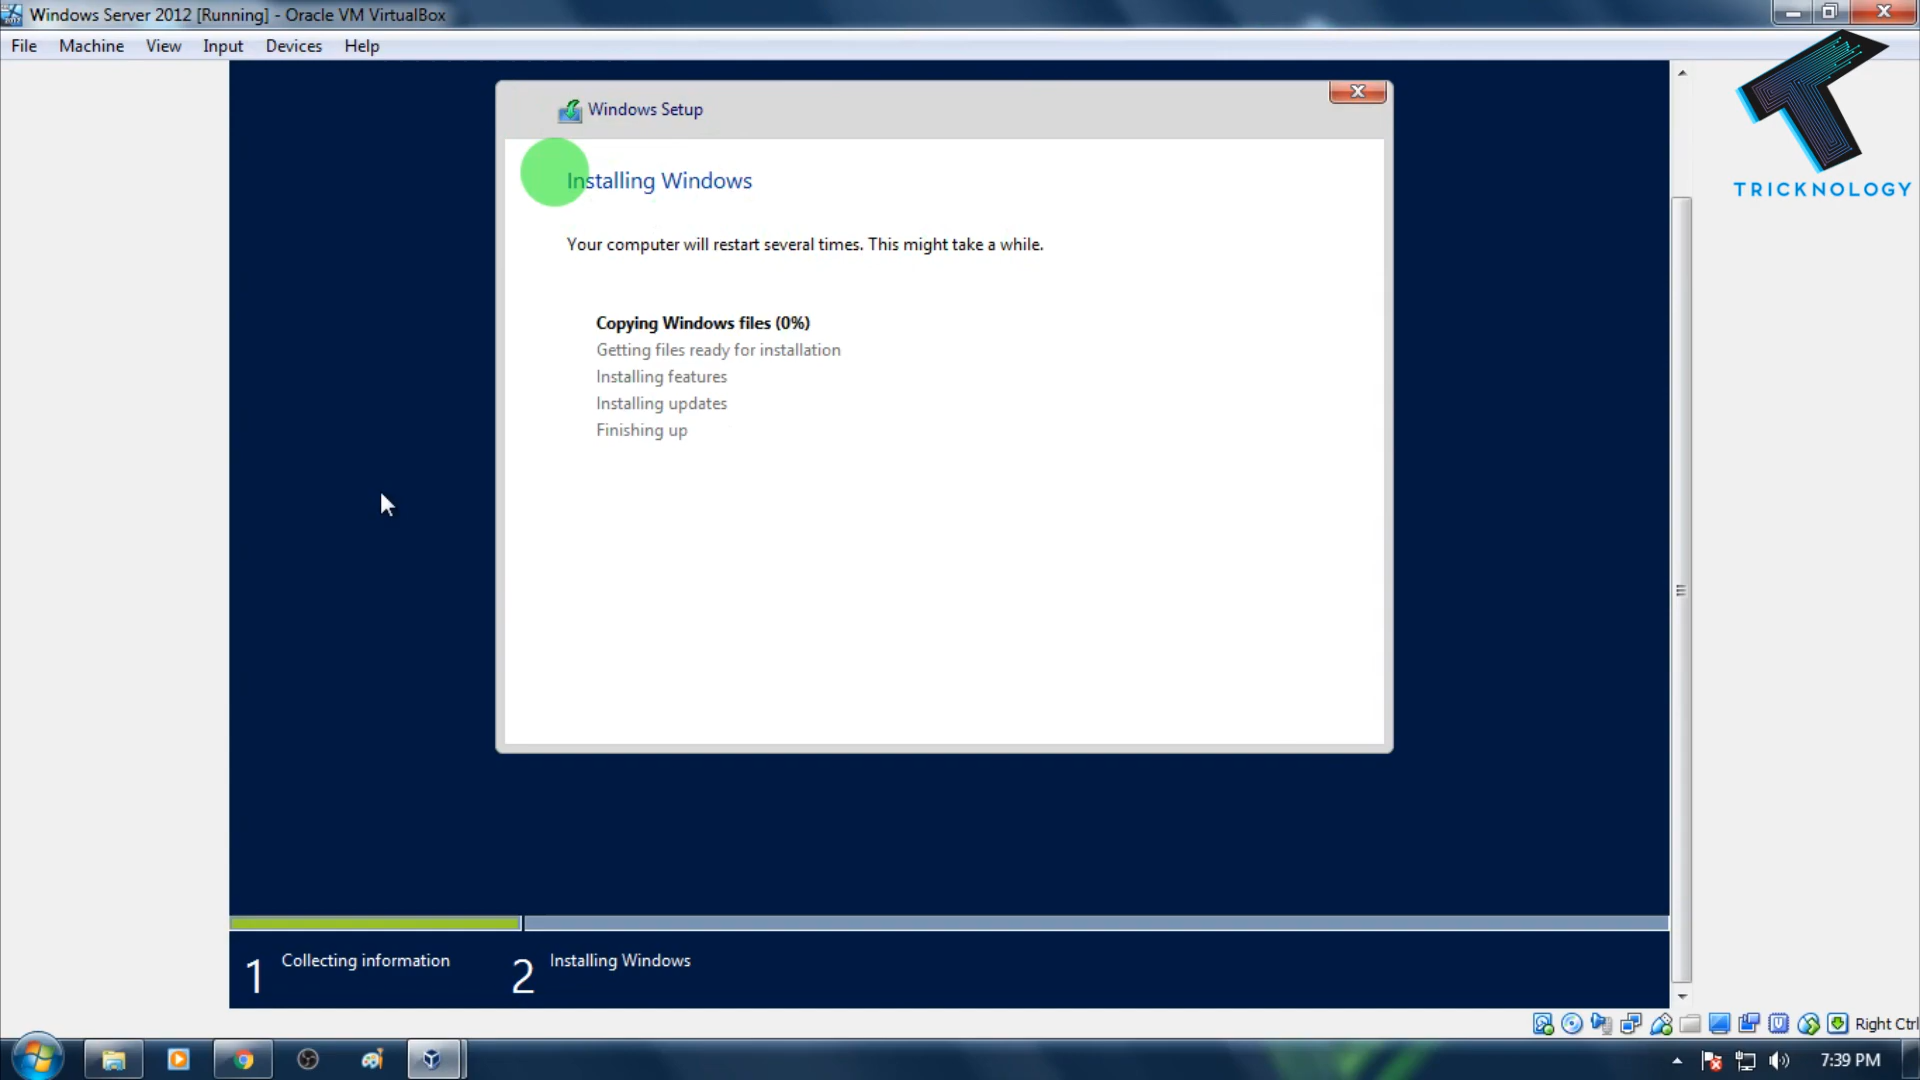 Windows Server 2012 [Running] - Oracle VM VirtualBox
File Machine View Input Devices Help
TRICKNOLOGY
Windows Setup
Installing Windows
Your computer will restart several times. This might take a while.
Copying Windows files (0%)
Getting files ready for installation
Installing features
Installing updates
Finishing up
1 Collecting information
2 Installing Windows
Right Ctrl
7:39 PM